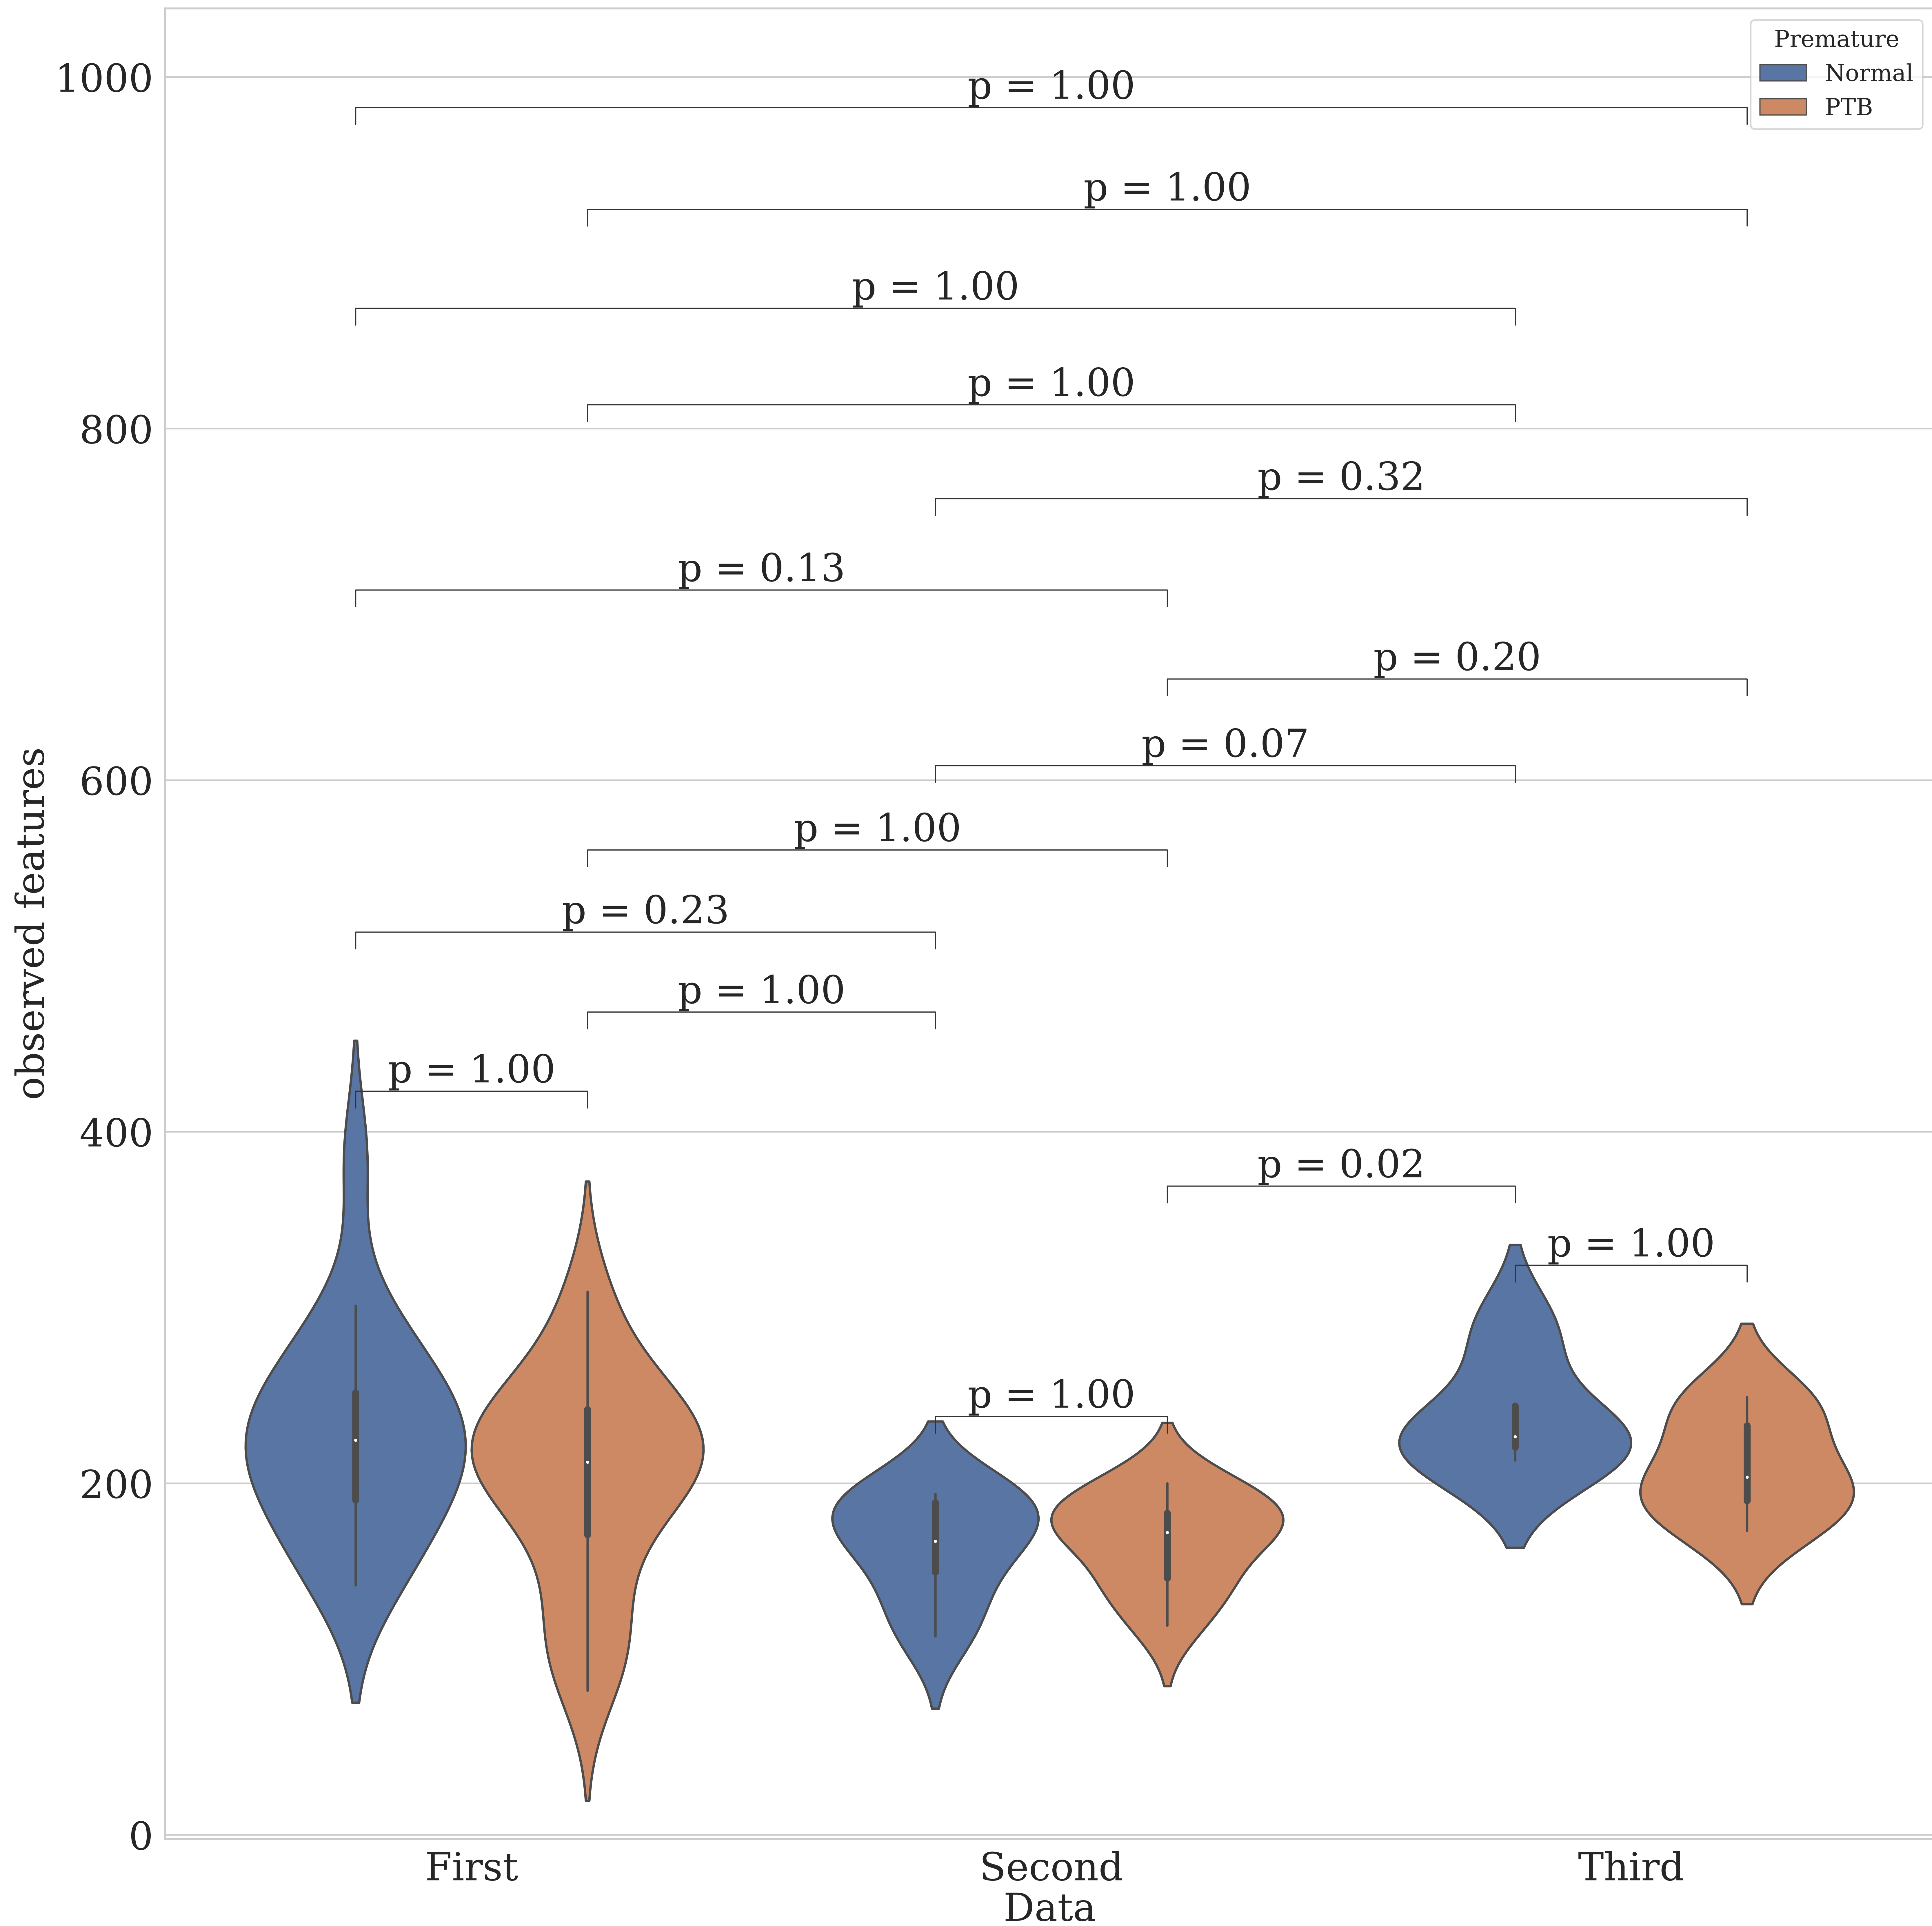 Premature
Normal
PTB
1000
800
600
400
200
0
observed features
p = 1.00
p = 1.00
p = 1.00
p = 1.00
p = 0.32
p = 0.13
p = 0.20
p = 0.07
p = 1.00
p = 0.23
p = 1.00
p = 1.00
p = 0.02
p = 1.00
p = 1.00
First
Second
Third
Data